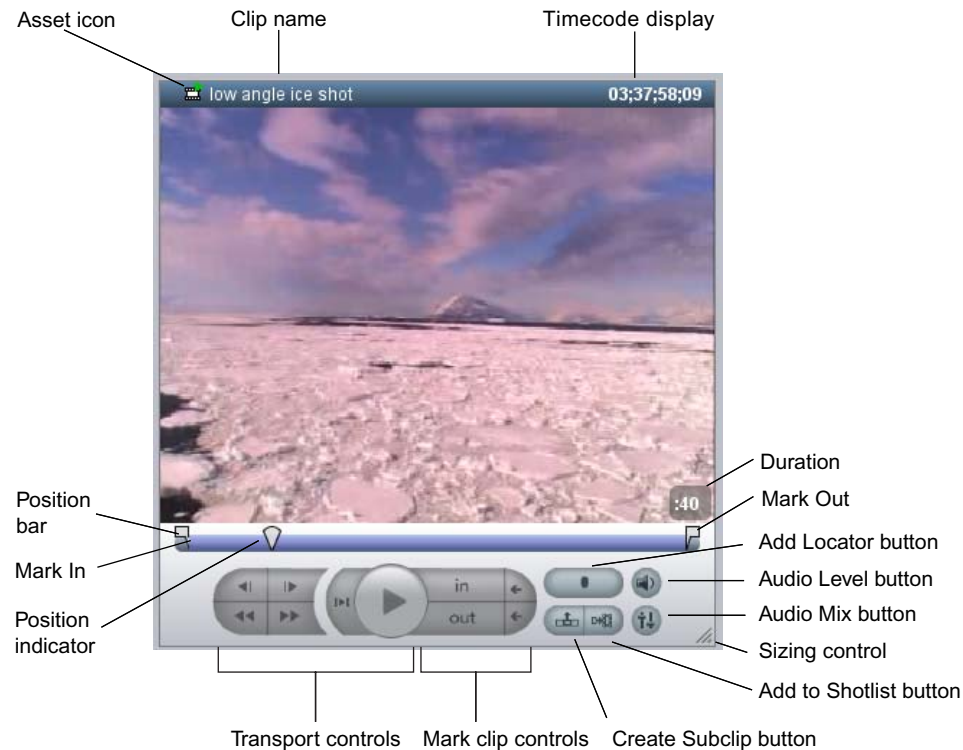 Asset icon
Clip name
Timecode display
low angle ice shot
03;37;58;09
Duration
:40
Position
bar
Mark Out
Add Locator button
Mark In
in
Audio Level button
Position
indicator
out
Audio Mix button
Sizing control
Add to Shotlist button
Transport controls
Mark clip controls
Create Subclip button